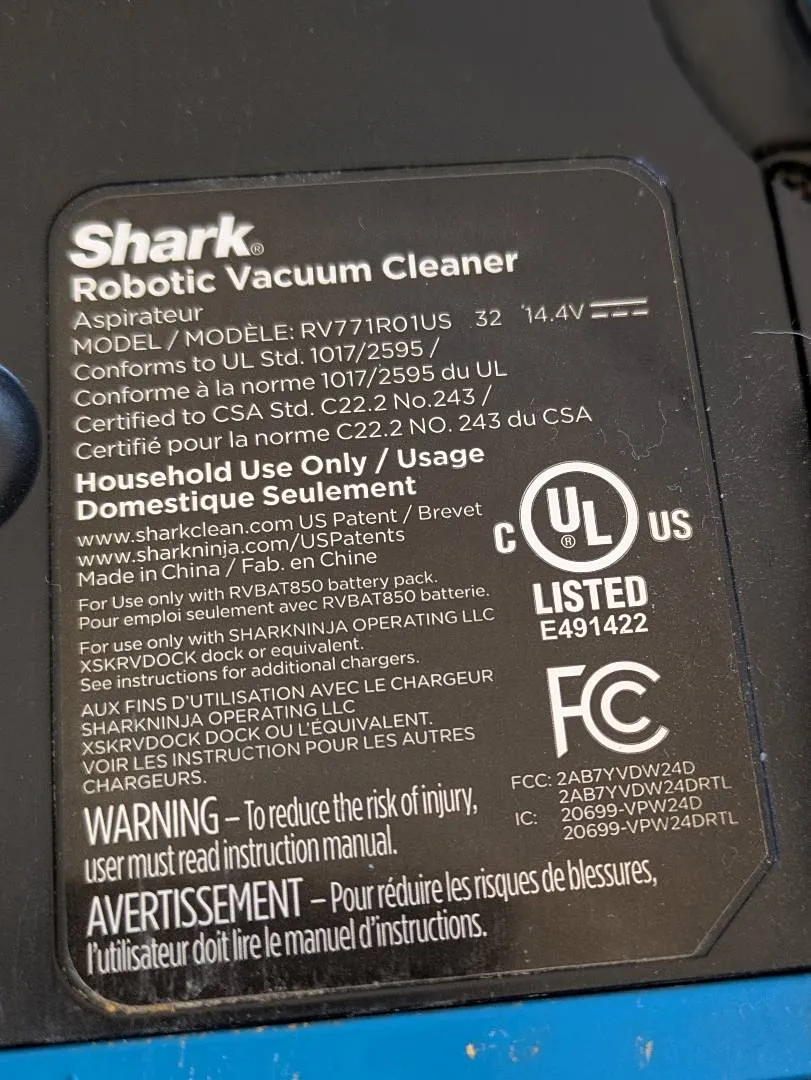 Shark®
Robotic Vacuum Cleaner
Aspirateur
MODEL / MODÈLE: RV771R01US 32 14.4V
Conforms to UL Std. 1017/2595 /
Conforme à la norme 1017/2595 du UL
Certified to CSA Std. C22.2 No.243 /
Certifié pour la norme C22.2 NO. 243 du CSA
Household Use Only / Usage
Domestique Seulement
www.sharkclean.com US Patent / Brevet
www.sharkninja.com/USPatents
Made in China / Fab. en Chine
For Use only with RVBAT850 battery pack.
Pour emploi seulement avec RVBAT850 batterie.
For use only with SHARKNINJA OPERATING LLC
XSKRVDOCK dock or equivalent.
See instructions for additional chargers.
AUX FINS D'UTILISATION AVEC LE CHARGEUR
SHARKNINJA OPERATING LLC
XSKRVDOCK DOCK OU L'ÉQUIVALENT.
VOIR LES INSTRUCTION POUR LES AUTRES
CHARGEURS.
C UL® US
LISTED
E491422
FC
FCC: 2AB7YVDW24D
2AB7YVDW24DRTL
IC: 20699-VPW24D
20699-VPW24DRTL
WARNING – To reduce the risk of injury,
user must read instruction manual.
AVERTISSEMENT – Pour réduire les risques de blessures,
l'utilisateur doit lire le manuel d'instructions.